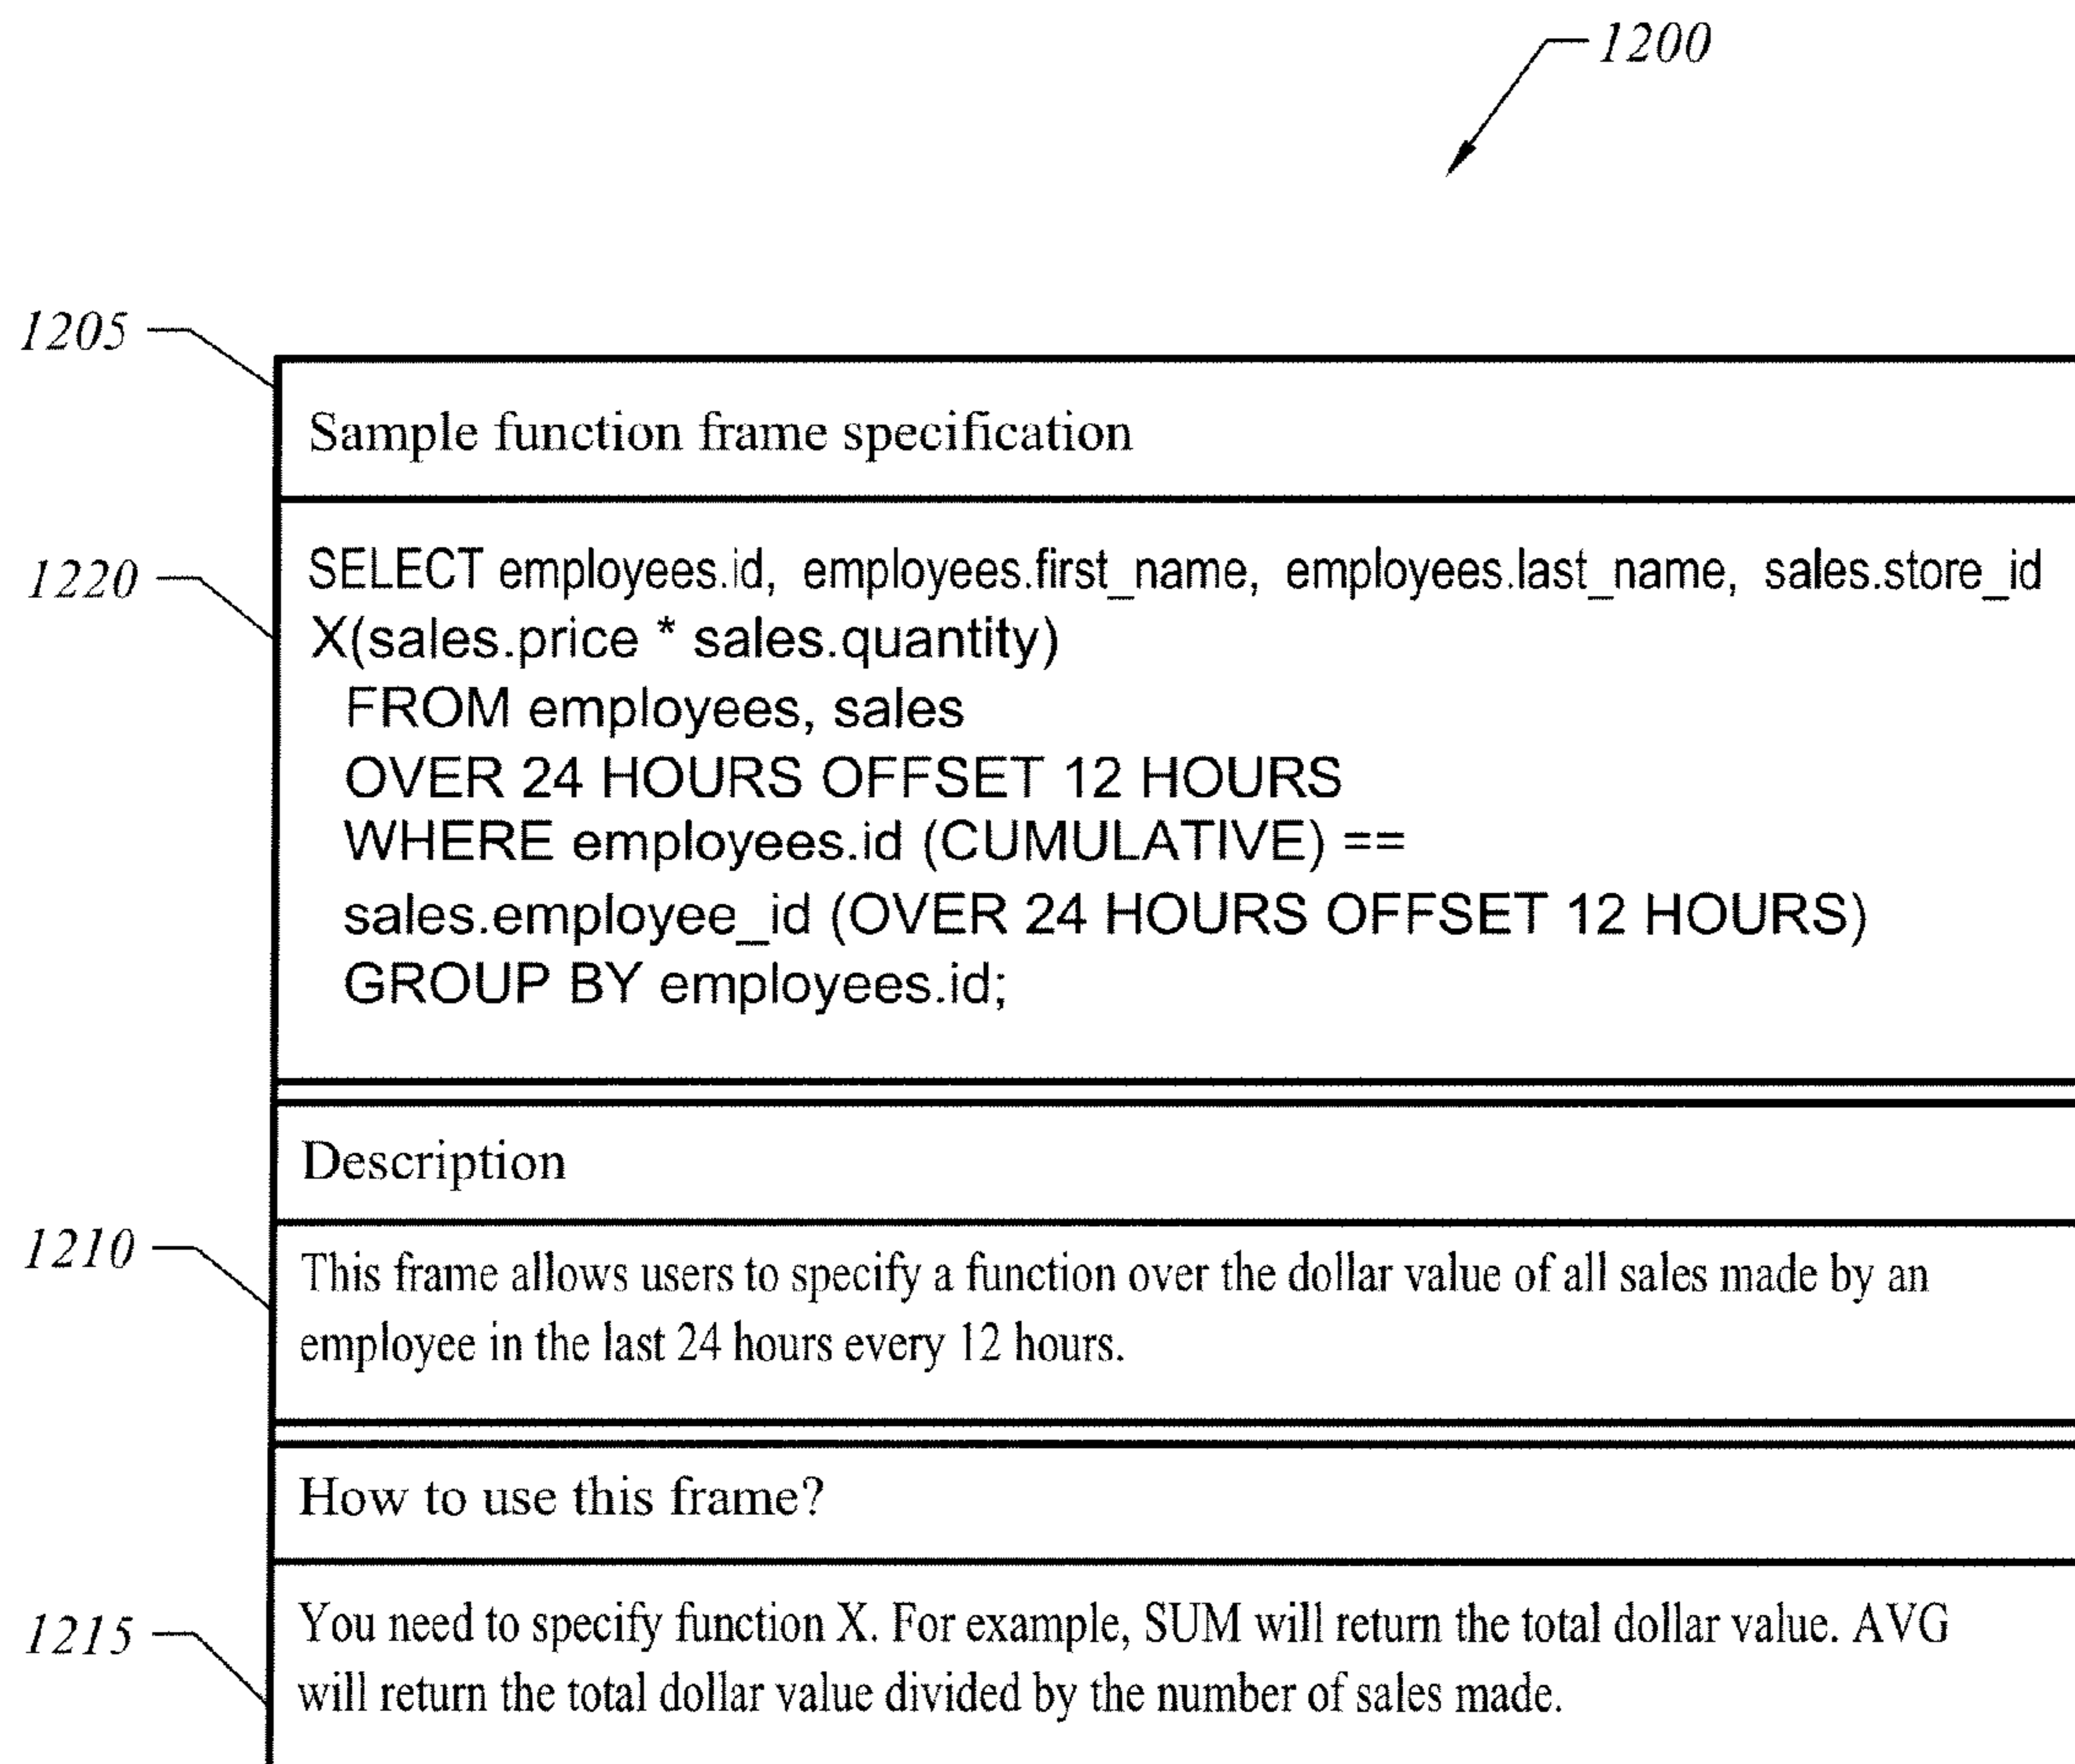 1200
1205
Sample function frame specification
1220
SELECT employees.id, employees.first_name, employees.last_name, sales.store_id
X(sales.price * sales.quantity)
FROM employees, sales
OVER 24 HOURS OFFSET 12 HOURS
WHERE employees.id (CUMULATIVE) ==
sales.employee_id (OVER 24 HOURS OFFSET 12 HOURS)
GROUP BY employees.id;
Description
1210
This frame allows users to specify a function over the dollar value of all sales made by an
employee in the last 24 hours every 12 hours.
How to use this frame?
1215
You need to specify function X. For example, SUM will return the total dollar value. AVG
will return the total dollar value divided by the number of sales made.